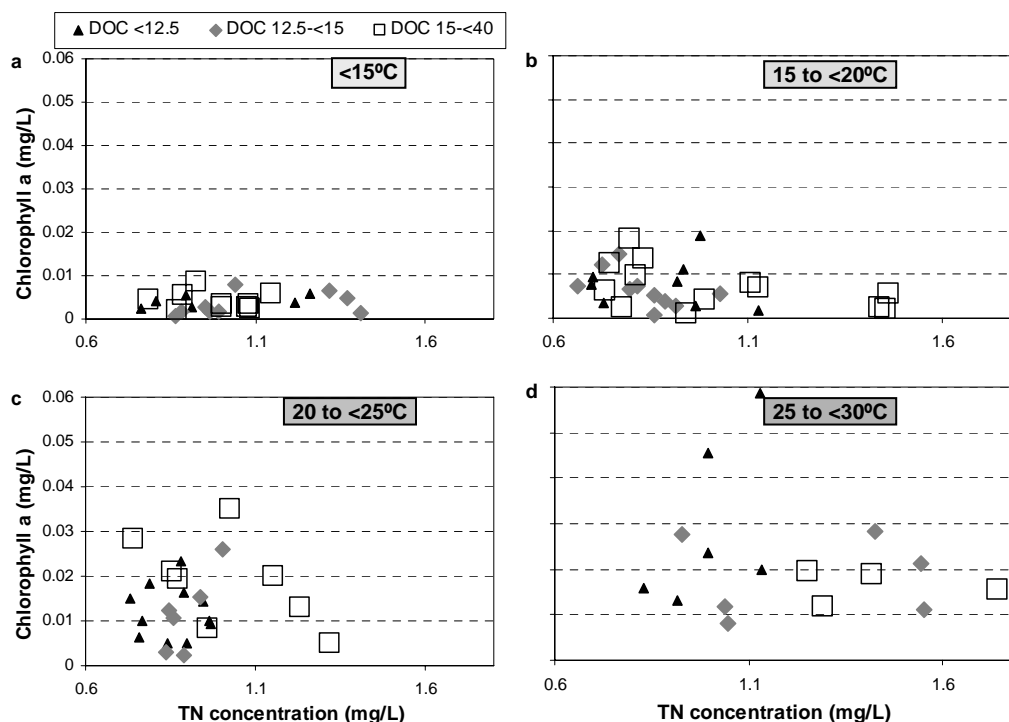 DOC <12.5 DOC 12.5-<15 DOC 15-<40
a
<15ºC
0.06
0.05
0.04
0.03
0.02
0.01
0
Chlorophyll a (mg/L)
0.6 1.1 1.6
b
15 to <20ºC
0.6 1.1 1.6
c
20 to <25ºC
0.06
0.05
0.04
0.03
0.02
0.01
0
Chlorophyll a (mg/L)
0.6 1.1 1.6
TN concentration (mg/L)
d
25 to <30ºC
0.6 1.1 1.6
TN concentration (mg/L)